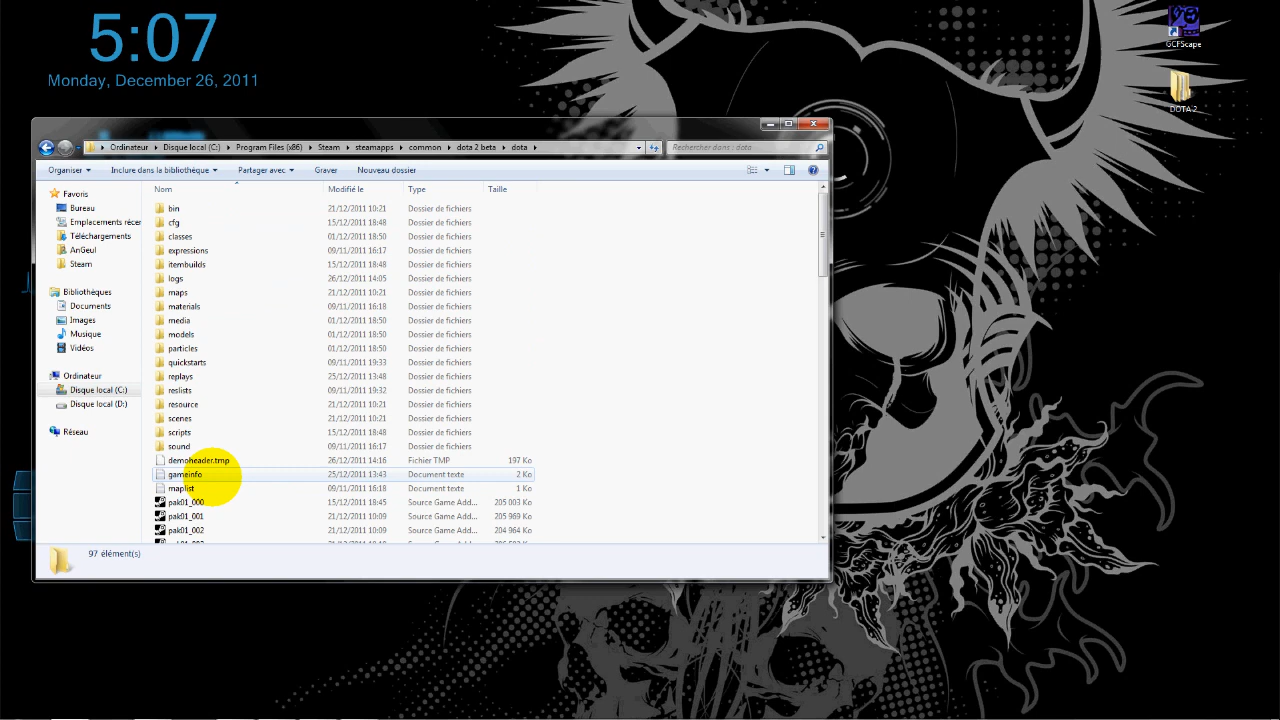 5:07
Monday, December 26, 2011
GCFScape
DOTA 2
Ordinateur Disque local (C:) Program Files (x86) Steam steamapps common dota 2 beta dota
Rechercher dans : dota
Organiser Inclure dans la bibliothèque Partager avec Graver Nouveau dossier
Nom Modifié le Type Taille
Favoris
Bureau
Emplacements récer
Téléchargements
AnGeul
Steam
Bibliothèques
Documents
Images
Musique
Vidéos
Ordinateur
Disque local (C:)
Disque local (D:)
Réseau
bin 21/12/2011 10:21 Dossier de fichiers
cfg 15/12/2011 18:48 Dossier de fichiers
classes 01/12/2011 18:50 Dossier de fichiers
expressions 09/11/2011 16:17 Dossier de fichiers
itembuilds 15/12/2011 18:48 Dossier de fichiers
logs 26/12/2011 14:05 Dossier de fichiers
maps 21/12/2011 10:21 Dossier de fichiers
materials 09/11/2011 16:18 Dossier de fichiers
media 01/12/2011 18:50 Dossier de fichiers
models 01/12/2011 18:50 Dossier de fichiers
particles 01/12/2011 18:50 Dossier de fichiers
quickstarts 09/11/2011 19:33 Dossier de fichiers
replays 25/12/2011 13:48 Dossier de fichiers
reslists 09/11/2011 19:32 Dossier de fichiers
resource 21/12/2011 10:21 Dossier de fichiers
scenes 21/12/2011 10:21 Dossier de fichiers
scripts 15/12/2011 18:48 Dossier de fichiers
sound 09/11/2011 16:17 Dossier de fichiers
demoheader.tmp 26/12/2011 14:16 Fichier TMP 197 Ko
gameinfo 25/12/2011 13:43 Document texte 2 Ko
maplist 09/11/2011 16:18 Document texte 1 Ko
pak01_000 15/12/2011 18:45 Source Game Add... 205 003 Ko
pak01_001 21/12/2011 10:09 Source Game Add... 205 969 Ko
pak01_002 21/12/2011 10:09 Source Game Add... 204 964 Ko
97 élément(s)